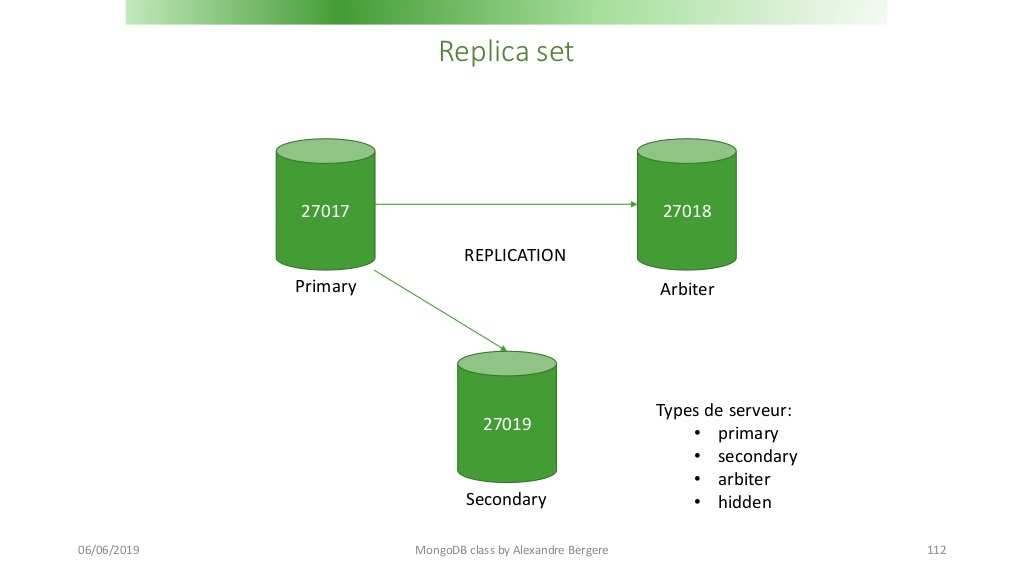 Replica set
27017
27018
REPLICATION
Primary
Arbiter
27019
Secondary
Types de serveur:
• primary
• secondary
• arbiter
• hidden
06/06/2019
MongoDB class by Alexandre Bergere
112